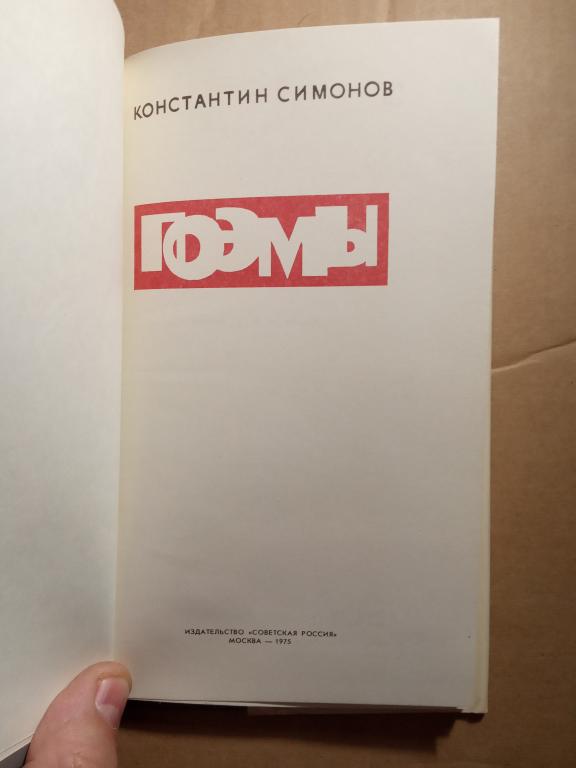 КОНСТАНТИН СИМОНОВ
ПОЭМЫ
ИЗДАТЕЛЬСТВО «СОВЕТСКАЯ РОССИЯ»
МОСКВА — 1975